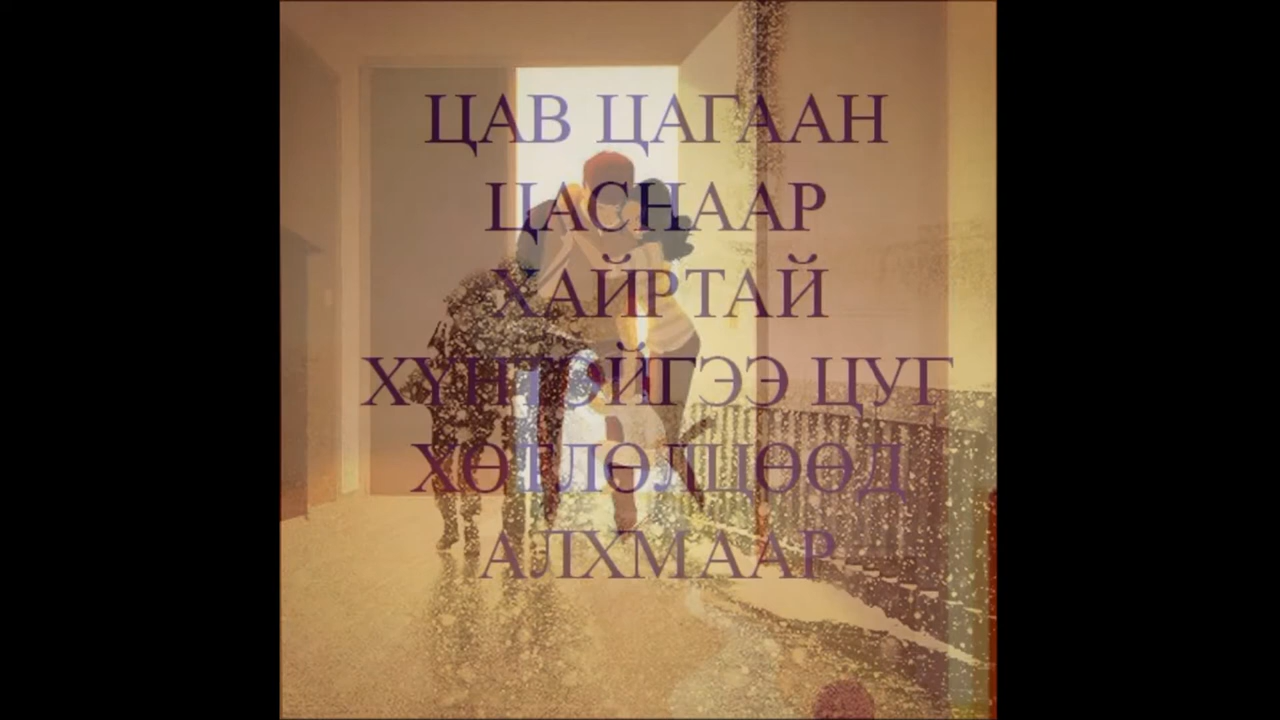 ЦАВ ЦАГААН
ЦАСНААР
ХАЙРТАЙ
ХҮНТЭЙГЭЭ ЦУГ
ХӨТЛӨЛЦӨӨД
АЛХМААР